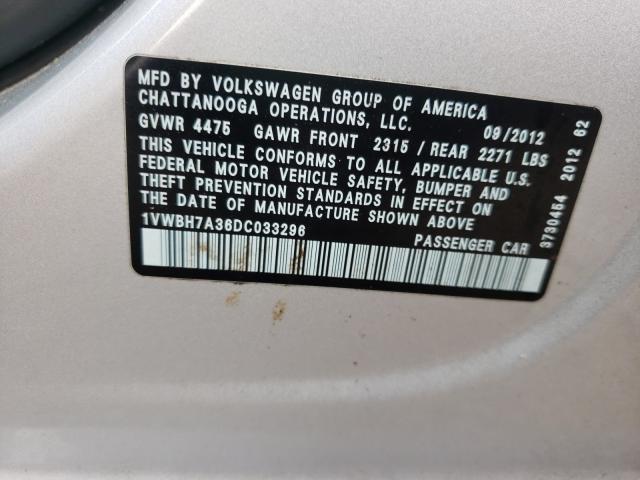 MFD BY VOLKSWAGEN GROUP OF AMERICA
CHATTANOOGA OPERATIONS, LLC. 09/2012
GVWR 4475 GAWR FRONT 2315 / REAR 2271 LBS
THIS VEHICLE CONFORMS TO ALL APPLICABLE U.S.
FEDERAL MOTOR VEHICLE SAFETY, BUMPER AND
THEFT PREVENTION STANDARDS IN EFFECT ON
THE DATE OF MANUFACTURE SHOWN ABOVE
1VWBH7A36DC033296 PASSENGER CAR
3730454 2012 62